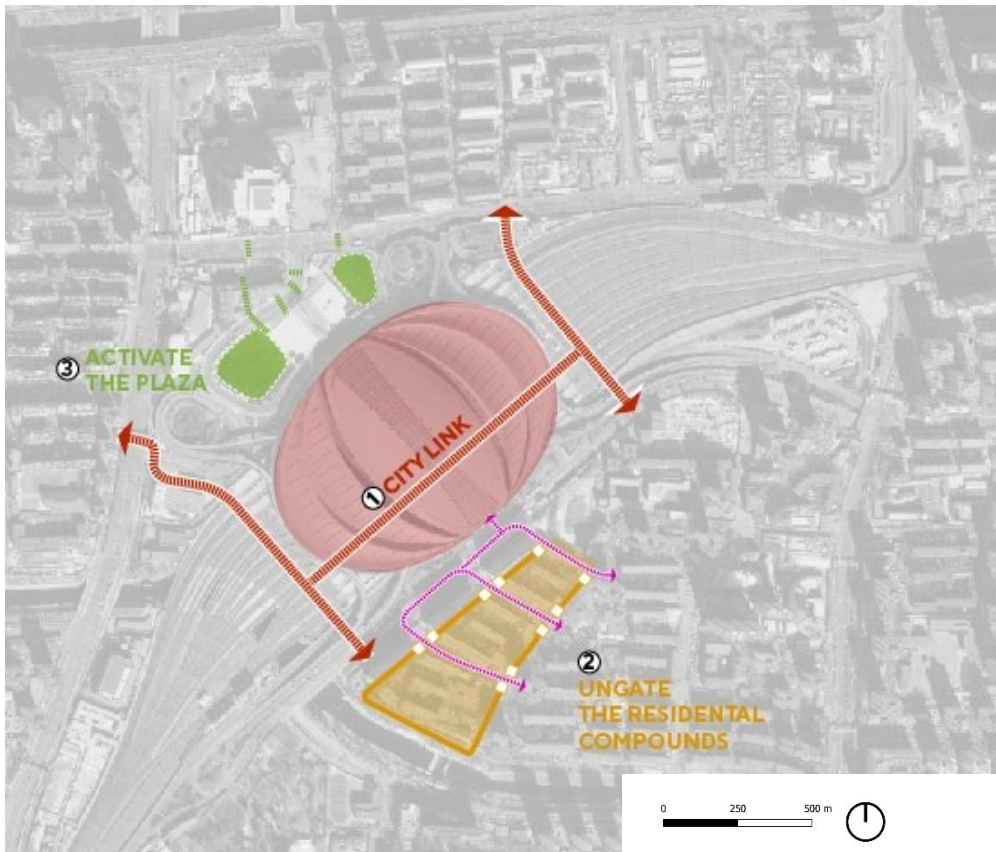 ③ ACTIVATE
THE PLAZA
① CITY LINK
②
UNGATE
THE RESIDENTAL
COMPOUNDS
0 250 500 m